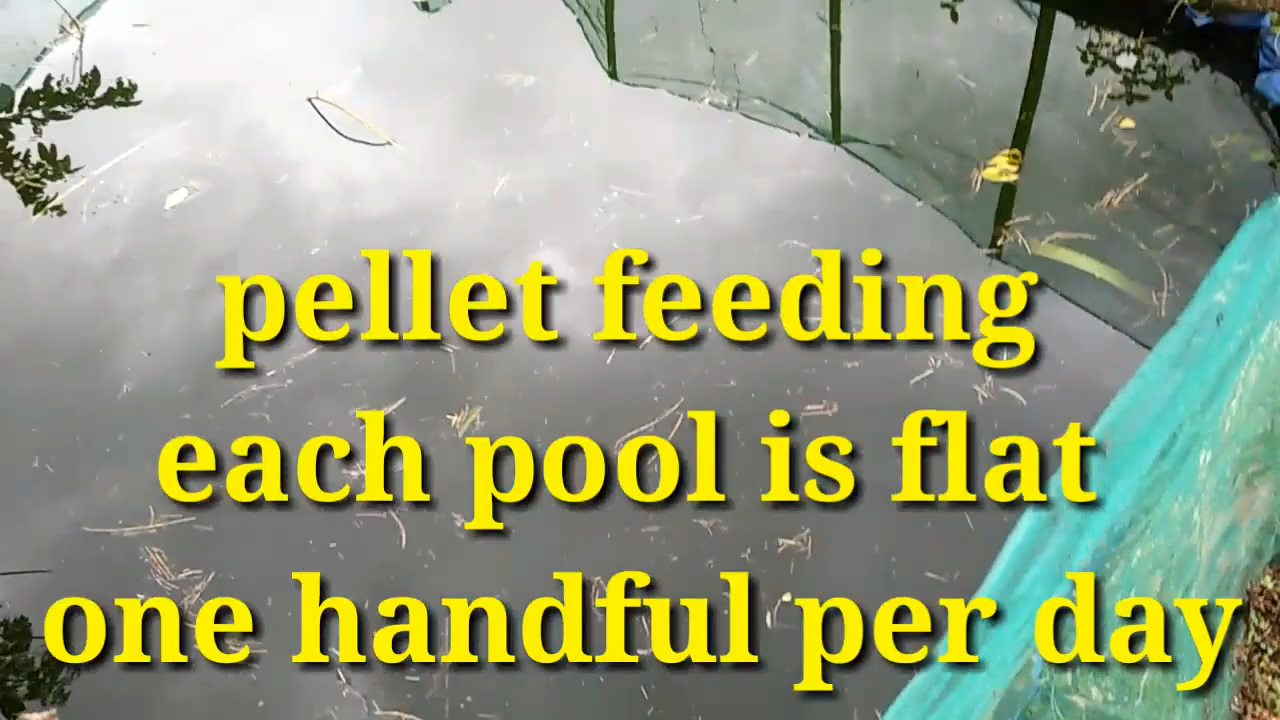 pellet feeding
each pool is flat
one handful per day